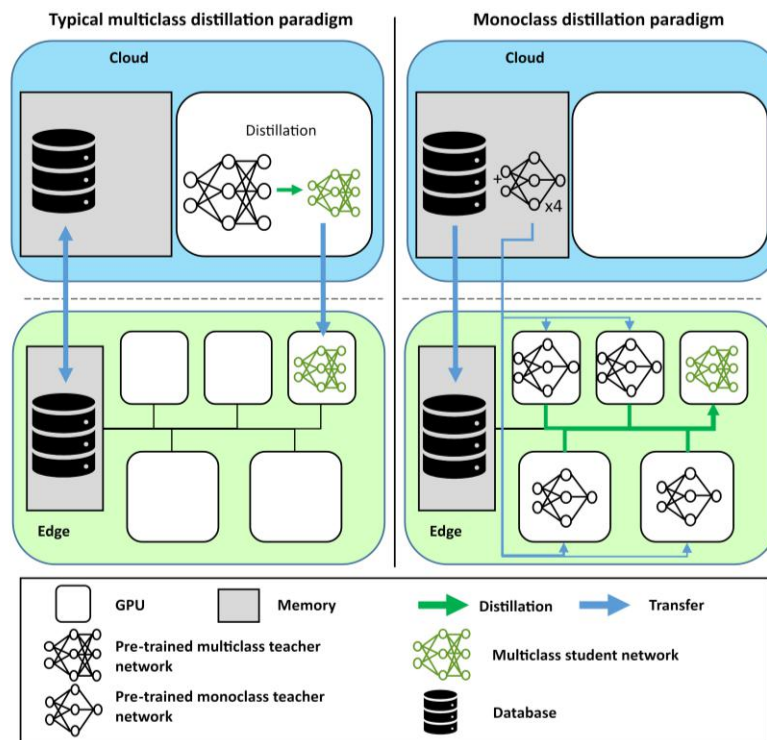 Typical multiclass distillation paradigm
Monoclass distillation paradigm
Cloud
Distillation
Edge
Cloud
+
x4
Edge
GPU
Memory
Distillation
Transfer
Pre-trained multiclass teacher
network
Multiclass student network
Pre-trained monoclass teacher
network
Database